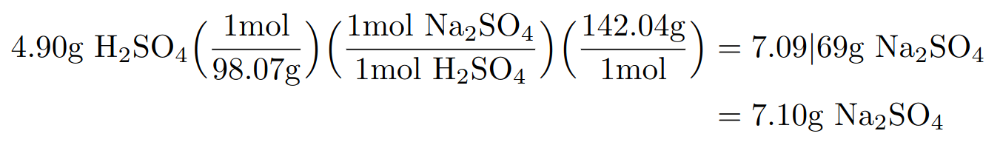 4.90g H₂SO₄(1mol/98.07g)(1mol Na₂SO₄/1mol H₂SO₄)(142.04g/1mol) = 7.09|69g Na₂SO₄
= 7.10g Na₂SO₄